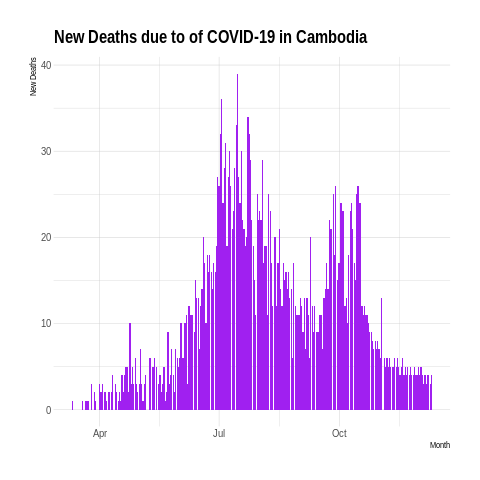 New Deaths due to of COVID-19 in Cambodia
New Deaths
40
30
20
10
0
Apr
Jul
Oct
Month